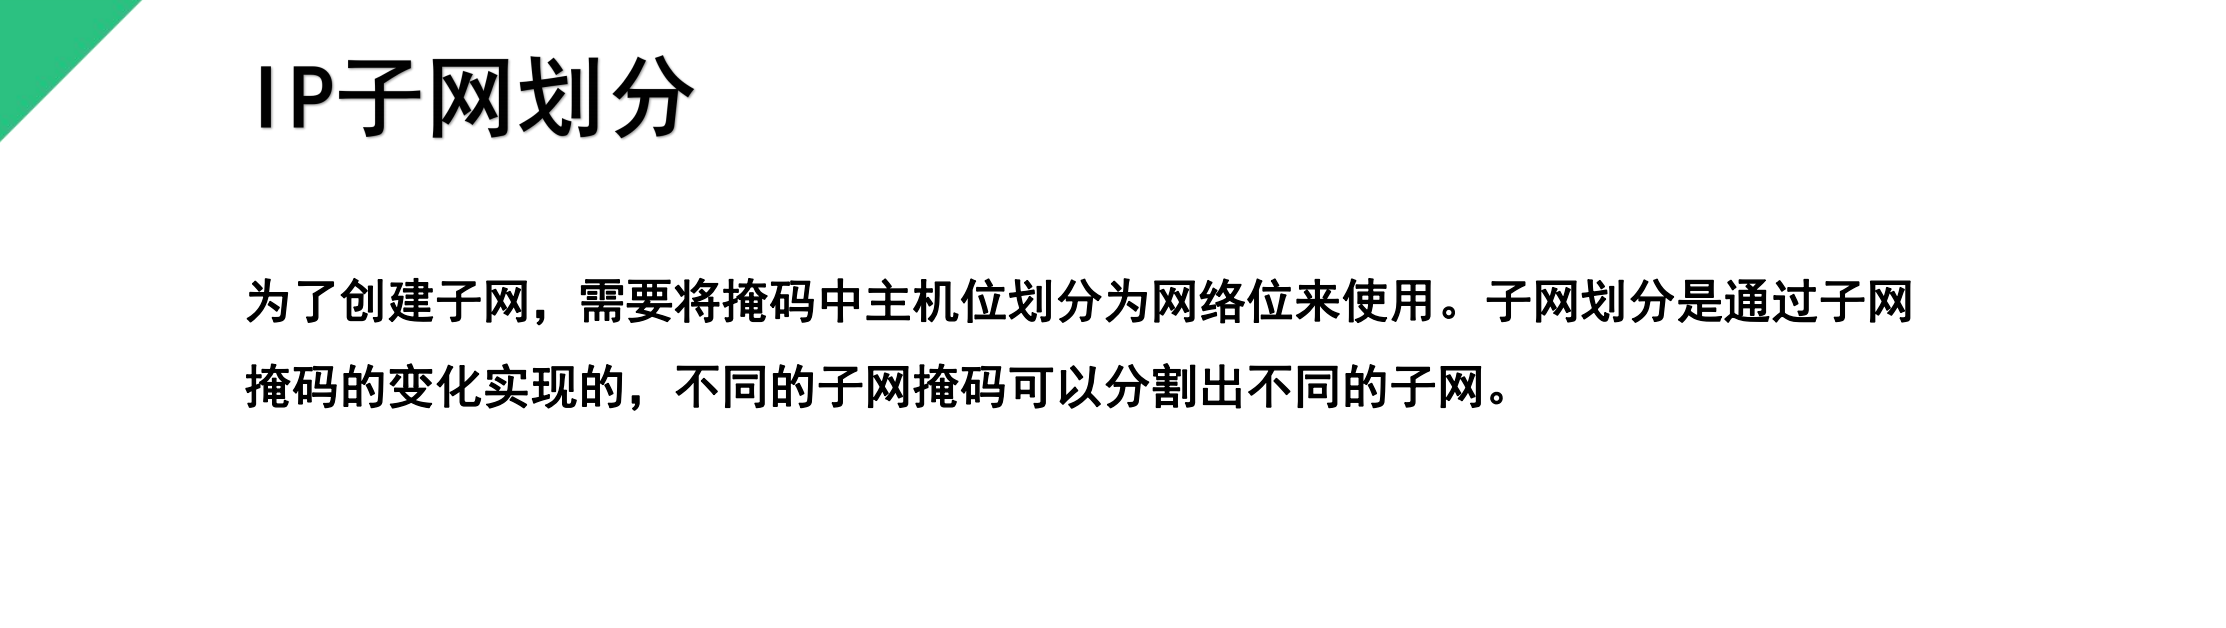 IP子网划分
为了创建子网，需要将掩码中主机位划分为网络位来使用。子网划分是通过子网
掩码的变化实现的，不同的子网掩码可以分割出不同的子网。